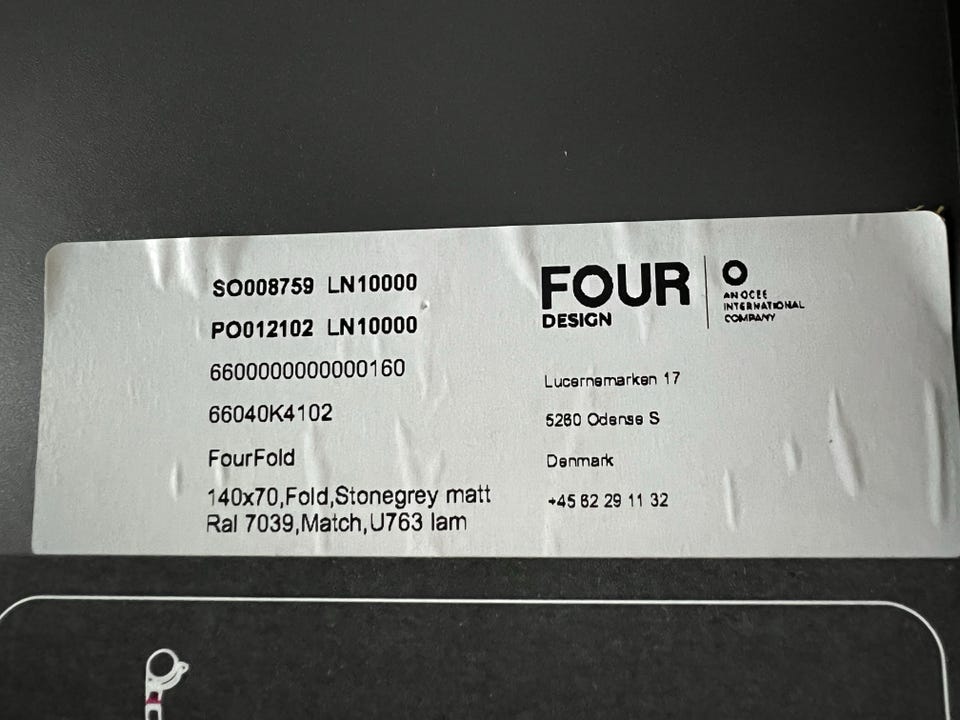 SO008759 LN10000
PO012102 LN10000
6600000000000160
66040K4102
FourFold
140x70,Fold,Stonegrey matt
Ral 7039,Match,U763 lam
FOUR
DESIGN
AN OCEE
INTERNATIONAL
COMPANY
Lucernemarken 17
5260 Odense S
Denmark
+45 62 29 11 32